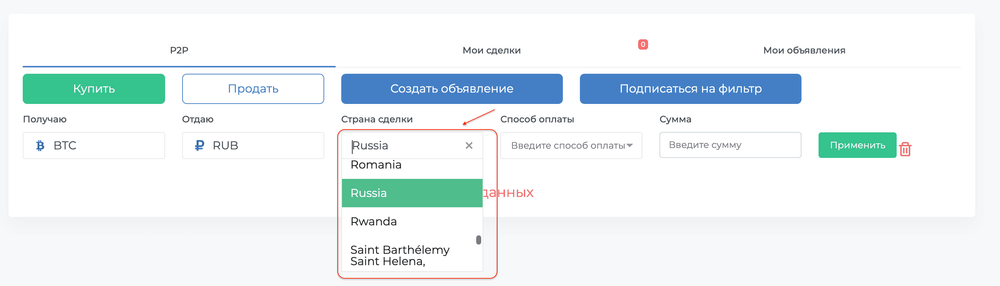 P2P
Мои сделки
0
Мои объявления
Купить
Продать
Создать объявление
Подписаться на фильтр
Получаю
Отдаю
Страна сделки
Способ оплаты
Сумма
BTC
RUB
Russia
Введите способ оплаты
Введите сумму
Применить
Romania
Russia
данных
Rwanda
Saint Barthélemy
Saint Helena,